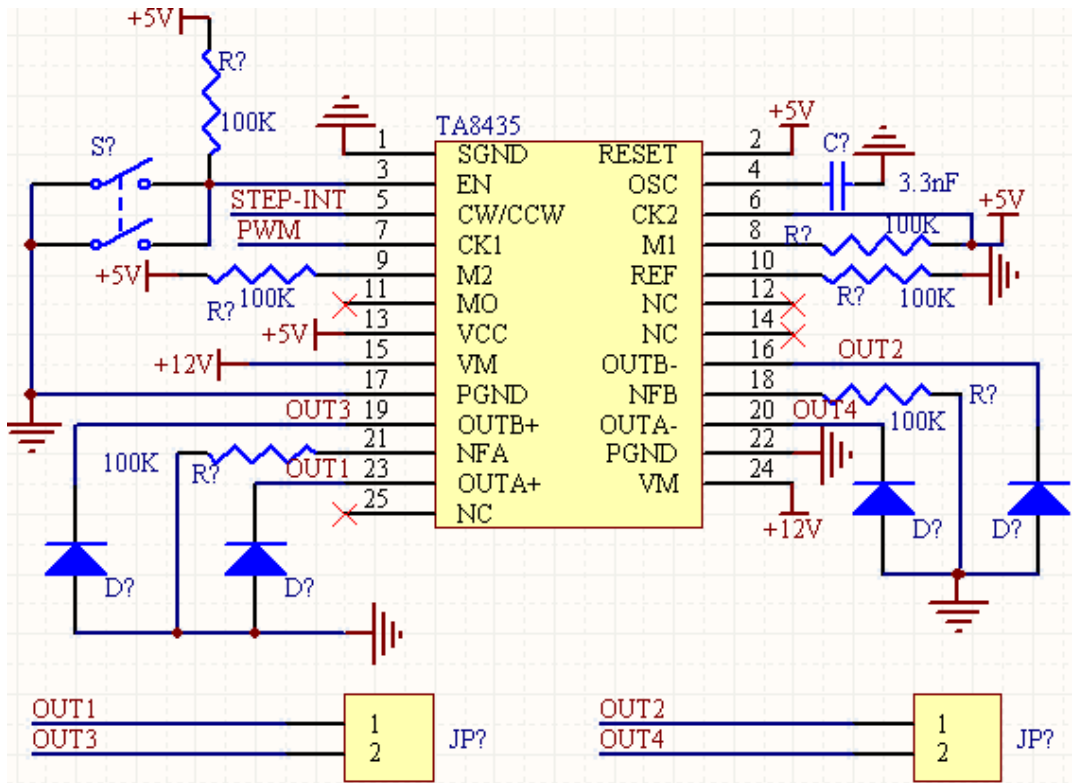 +5V
R?
100K
S?
TA8435
+5V
C?
3.3nF
1 SGND RESET 2
3 EN OSC 4
STEP-INT 5 CW/CCW CK2 6
+5V
PWM 7 CK1 M1 8 R? 100K
+5V R? 100K 9 M2 REF 10 R? 100K
11 MO NC 12
+5V 13 VCC NC 14
+12V 15 VM OUTB- 16 OUT2
17 PGND NFB 18 100K R?
OUT3 19 OUTB+ OUTA- 20 OUT4
100K R? 21 NFA PGND 22
OUT1 23 OUTA+ VM 24
25 NC +12V
D? D?
D? D?
OUT1 1
OUT3 2
JP?
OUT2 1
OUT4 2
JP?